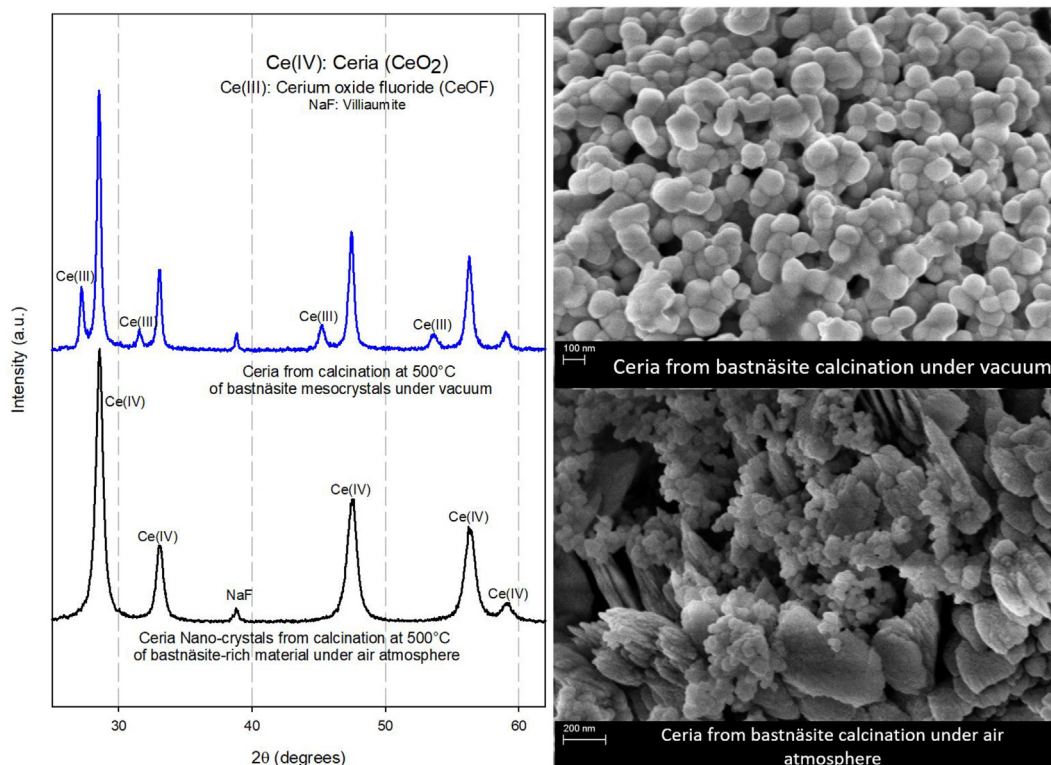 Ce(IV): Ceria (CeO2)
Ce(III): Cerium oxide fluoride (CeOF)
NaF: Villiaumite
Ce(III)
Ce(III)
Ce(III)
Ce(III)
Ceria from calcination at 500°C
of bastnäsite mesocrystals under vacuum
Ce(IV)
Ce(IV)
NaF
Ce(IV)
Ce(IV)
Ce(IV)
Ceria Nano-crystals from calcination at 500°C
of bastnäsite-rich material under air atmosphere
Intensity (a.u.)
30
40
50
60
2θ (degrees)
100 nm
Ceria from bastnäsite calcination under vacuum
200 nm
Ceria from bastnäsite calcination under air
atmosphere